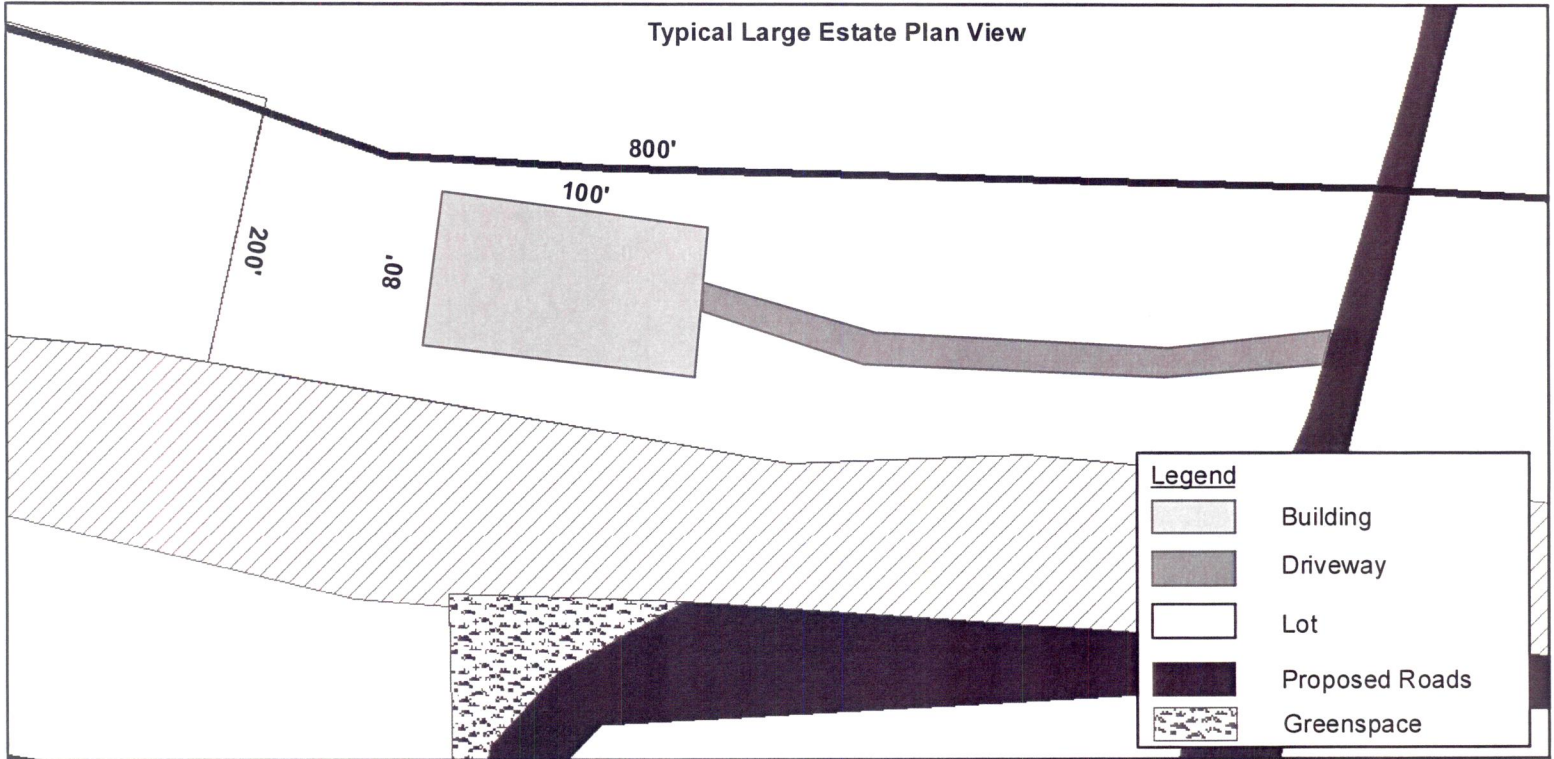 Typical Large Estate Plan View
800'
100'
200'
80'
Legend
Building
Driveway
Lot
Proposed Roads
Greenspace